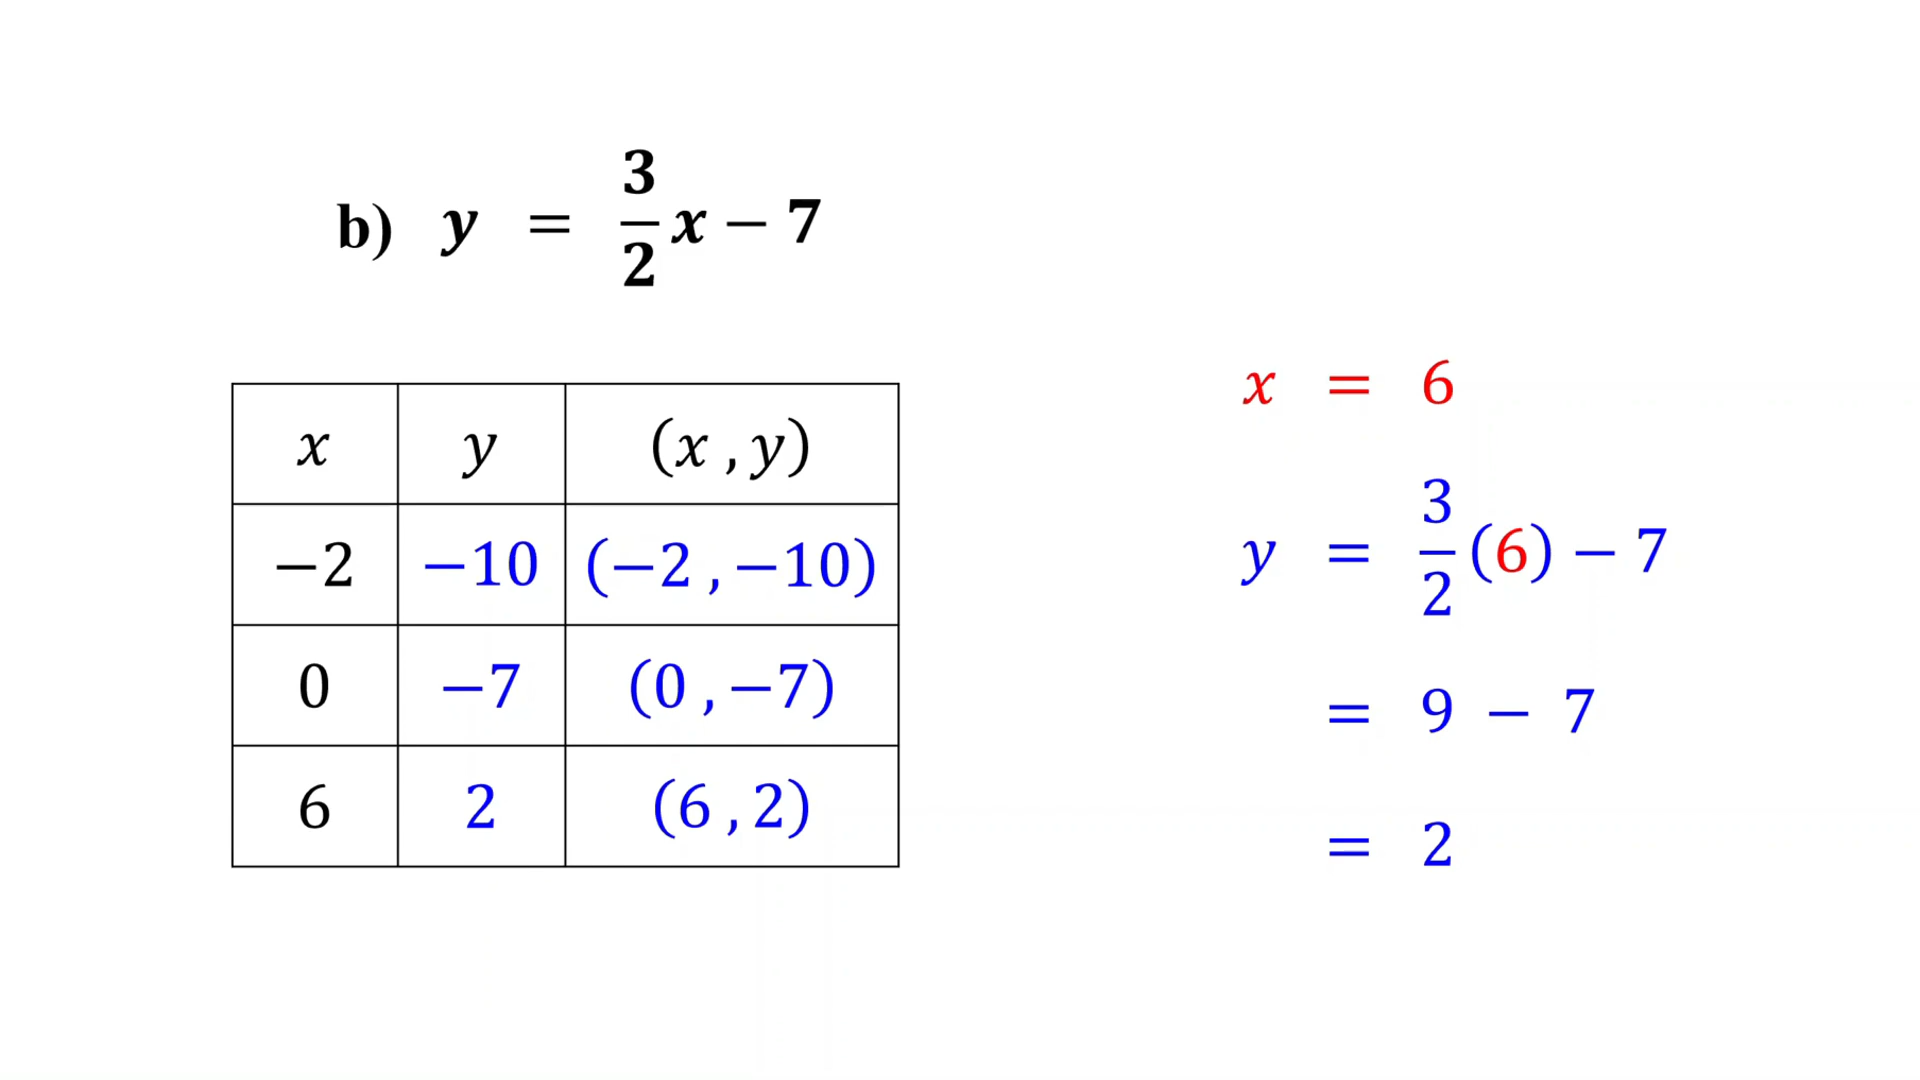 b) y = 3/2 x − 7
x y (x , y)
−2 −10 (−2 , −10)
0 −7 (0 , −7)
6 2 (6 , 2)
x = 6
y = 3/2 (6) − 7
= 9 − 7
= 2